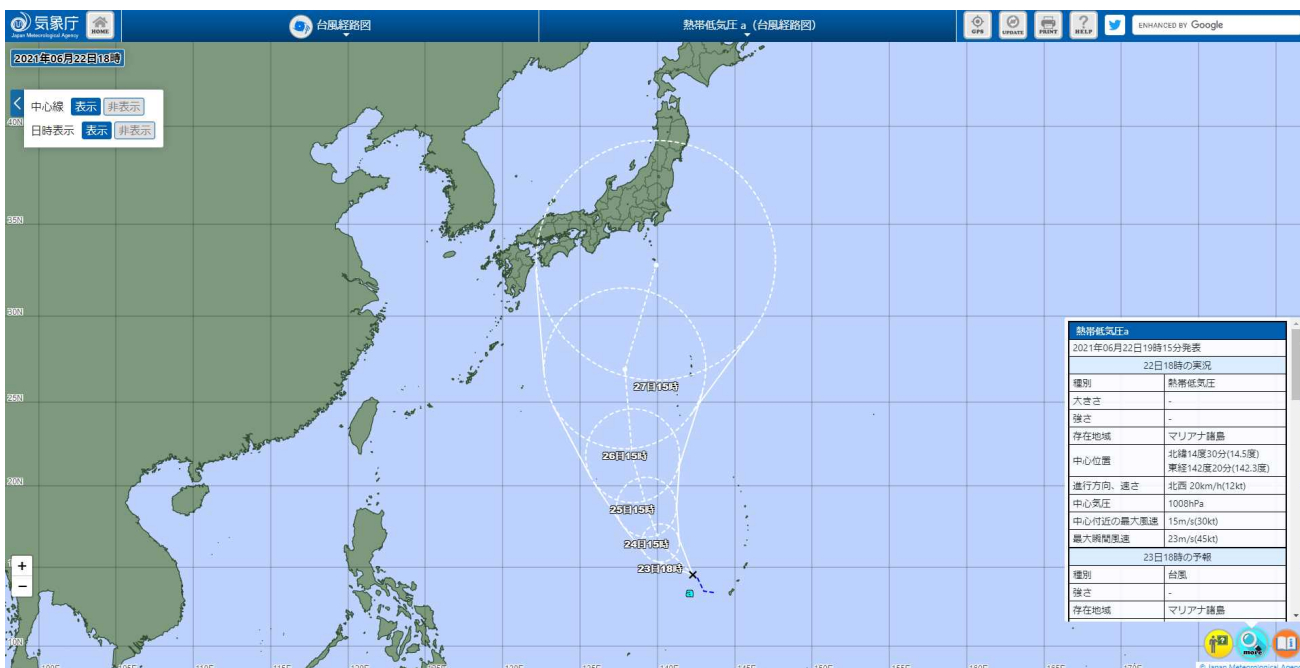 気象庁
Japan Meteorological Agency
HOME
台風経路図
熱帯低気圧 a（台風経路図）
GPS
UPDATE
PRINT
HELP
ENHANCED BY Google
2021年06月22日18時
中心線 表示 非表示
日時表示 表示 非表示
40N
35N
30N
25N
20N
10N
27日15時
26日15時
25日15時
24日15時
23日18時
a
熱帯低気圧a
2021年06月22日19時15分発表
22日18時の実況
種別 熱帯低気圧
大きさ -
強さ -
存在地域 マリアナ諸島
中心位置 北緯14度30分(14.5度)
東経142度20分(142.3度)
進行方向、速さ 北西 20km/h(12kt)
中心気圧 1008hPa
中心付近の最大風速 15m/s(30kt)
最大瞬間風速 23m/s(45kt)
23日18時の予報
種別 台風
強さ -
存在地域 マリアナ諸島
+
−
more
© Japan Meteorological Agency